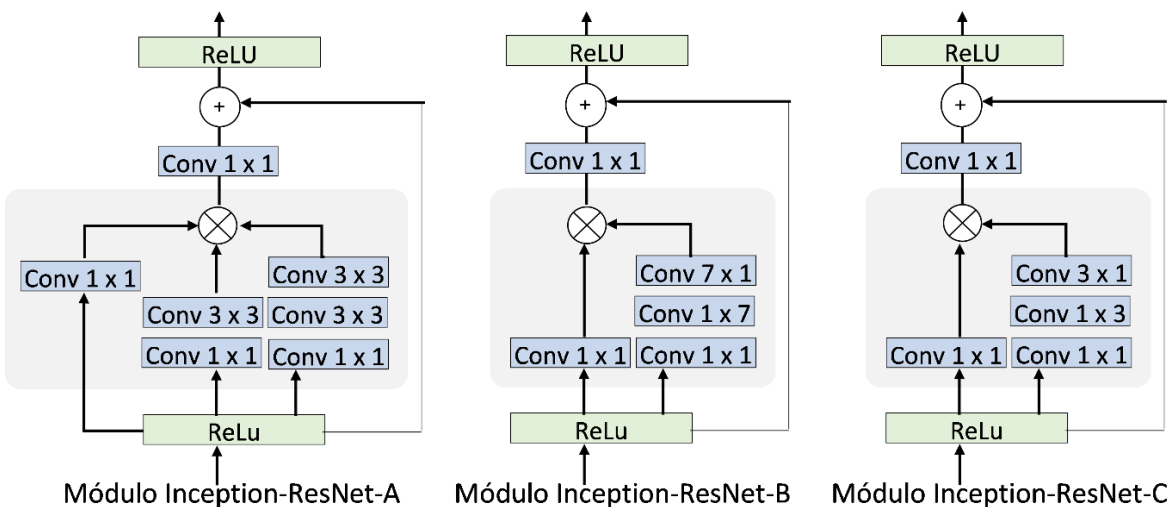 ReLU
+
Conv 1 x 1
Conv 1 x 1
Conv 3 x 3
Conv 3 x 3
Conv 3 x 3
Conv 1 x 1
Conv 1 x 1
ReLu
Módulo Inception-ResNet-A
ReLU
+
Conv 1 x 1
Conv 7 x 1
Conv 1 x 7
Conv 1 x 1
Conv 1 x 1
ReLu
Módulo Inception-ResNet-B
ReLU
+
Conv 1 x 1
Conv 3 x 1
Conv 1 x 3
Conv 1 x 1
Conv 1 x 1
ReLu
Módulo Inception-ResNet-C